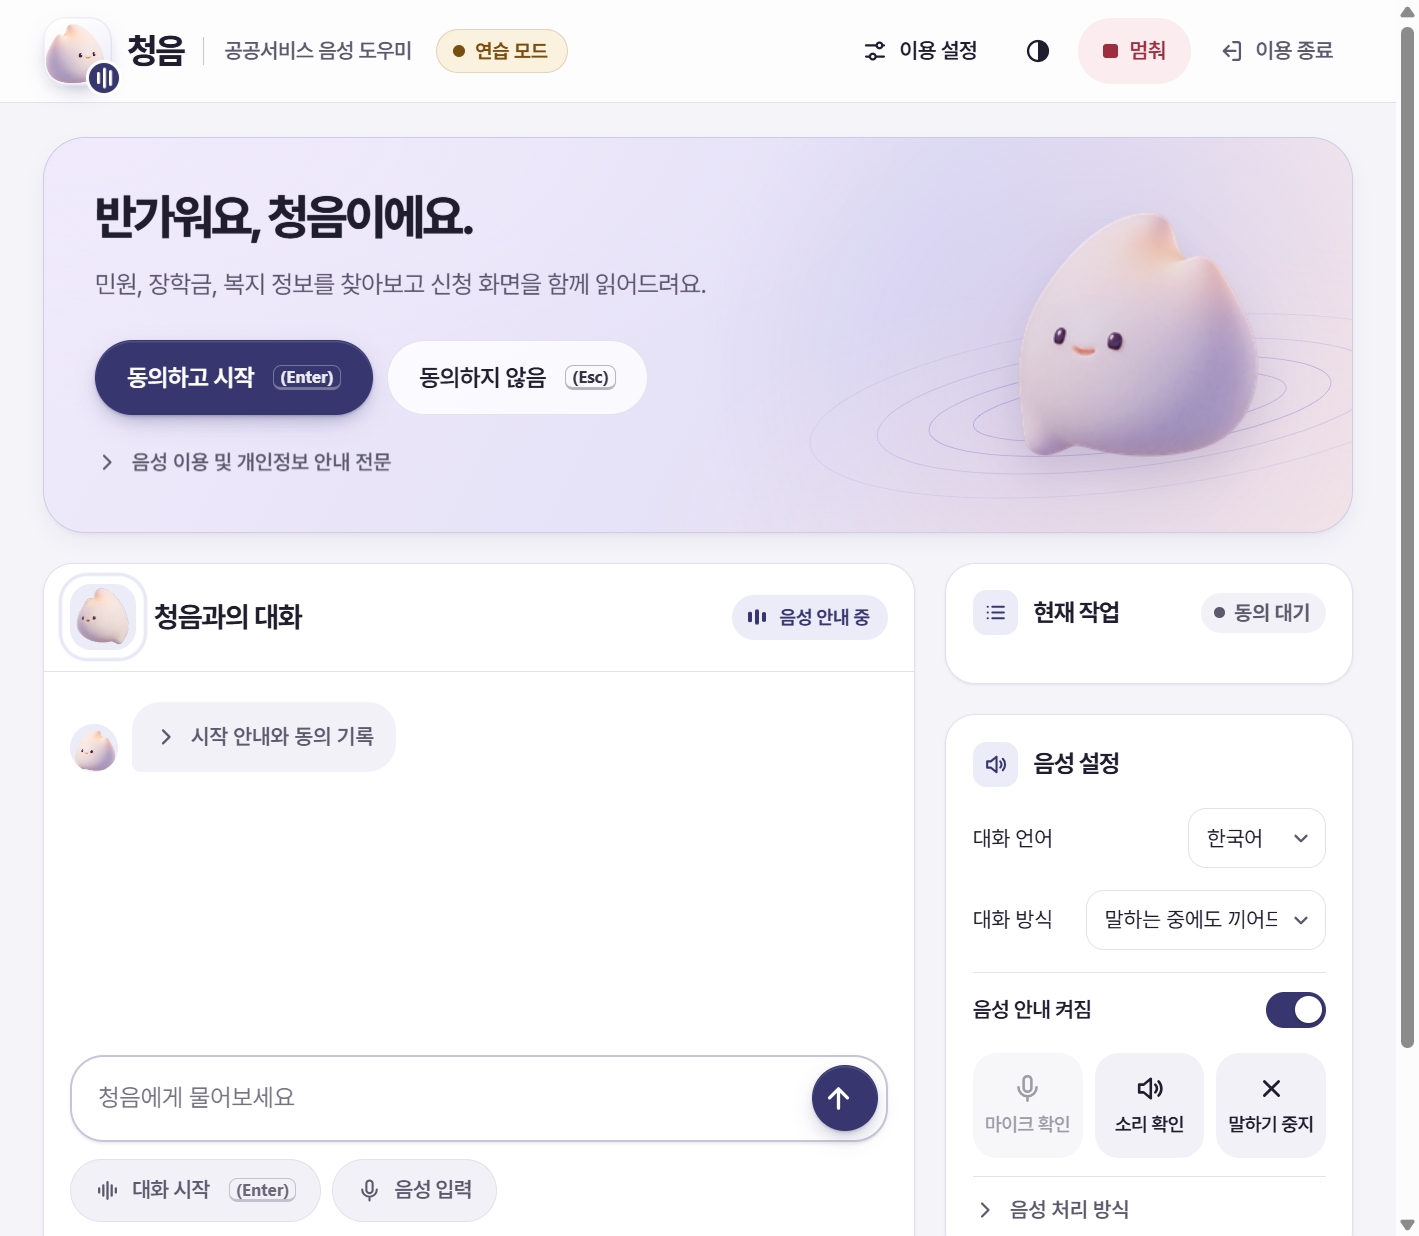 청음
공공서비스 음성 도우미
연습 모드
이용 설정
멈춰
이용 종료
반가워요, 청음이에요.
민원, 장학금, 복지 정보를 찾아보고 신청 화면을 함께 읽어드려요.
동의하고 시작 (Enter)
동의하지 않음 (Esc)
음성 이용 및 개인정보 안내 전문
청음과의 대화
음성 안내 중
시작 안내와 동의 기록
청음에게 물어보세요
대화 시작 (Enter)
음성 입력
현재 작업
동의 대기
음성 설정
대화 언어
한국어
대화 방식
말하는 중에도 끼어드
음성 안내 켜짐
마이크 확인
소리 확인
말하기 중지
음성 처리 방식